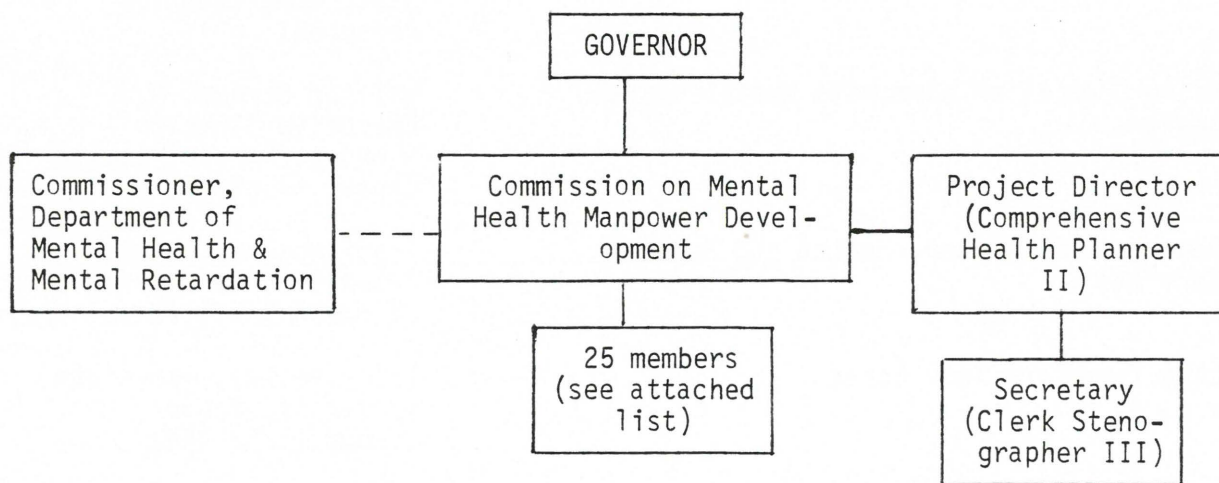 GOVERNOR
Commissioner,
Department of
Mental Health &
Mental Retardation
Commission on Mental
Health Manpower Devel-
opment
Project Director
(Comprehensive
Health Planner
II)
25 members
(see attached
list)
Secretary
(Clerk Steno-
grapher III)